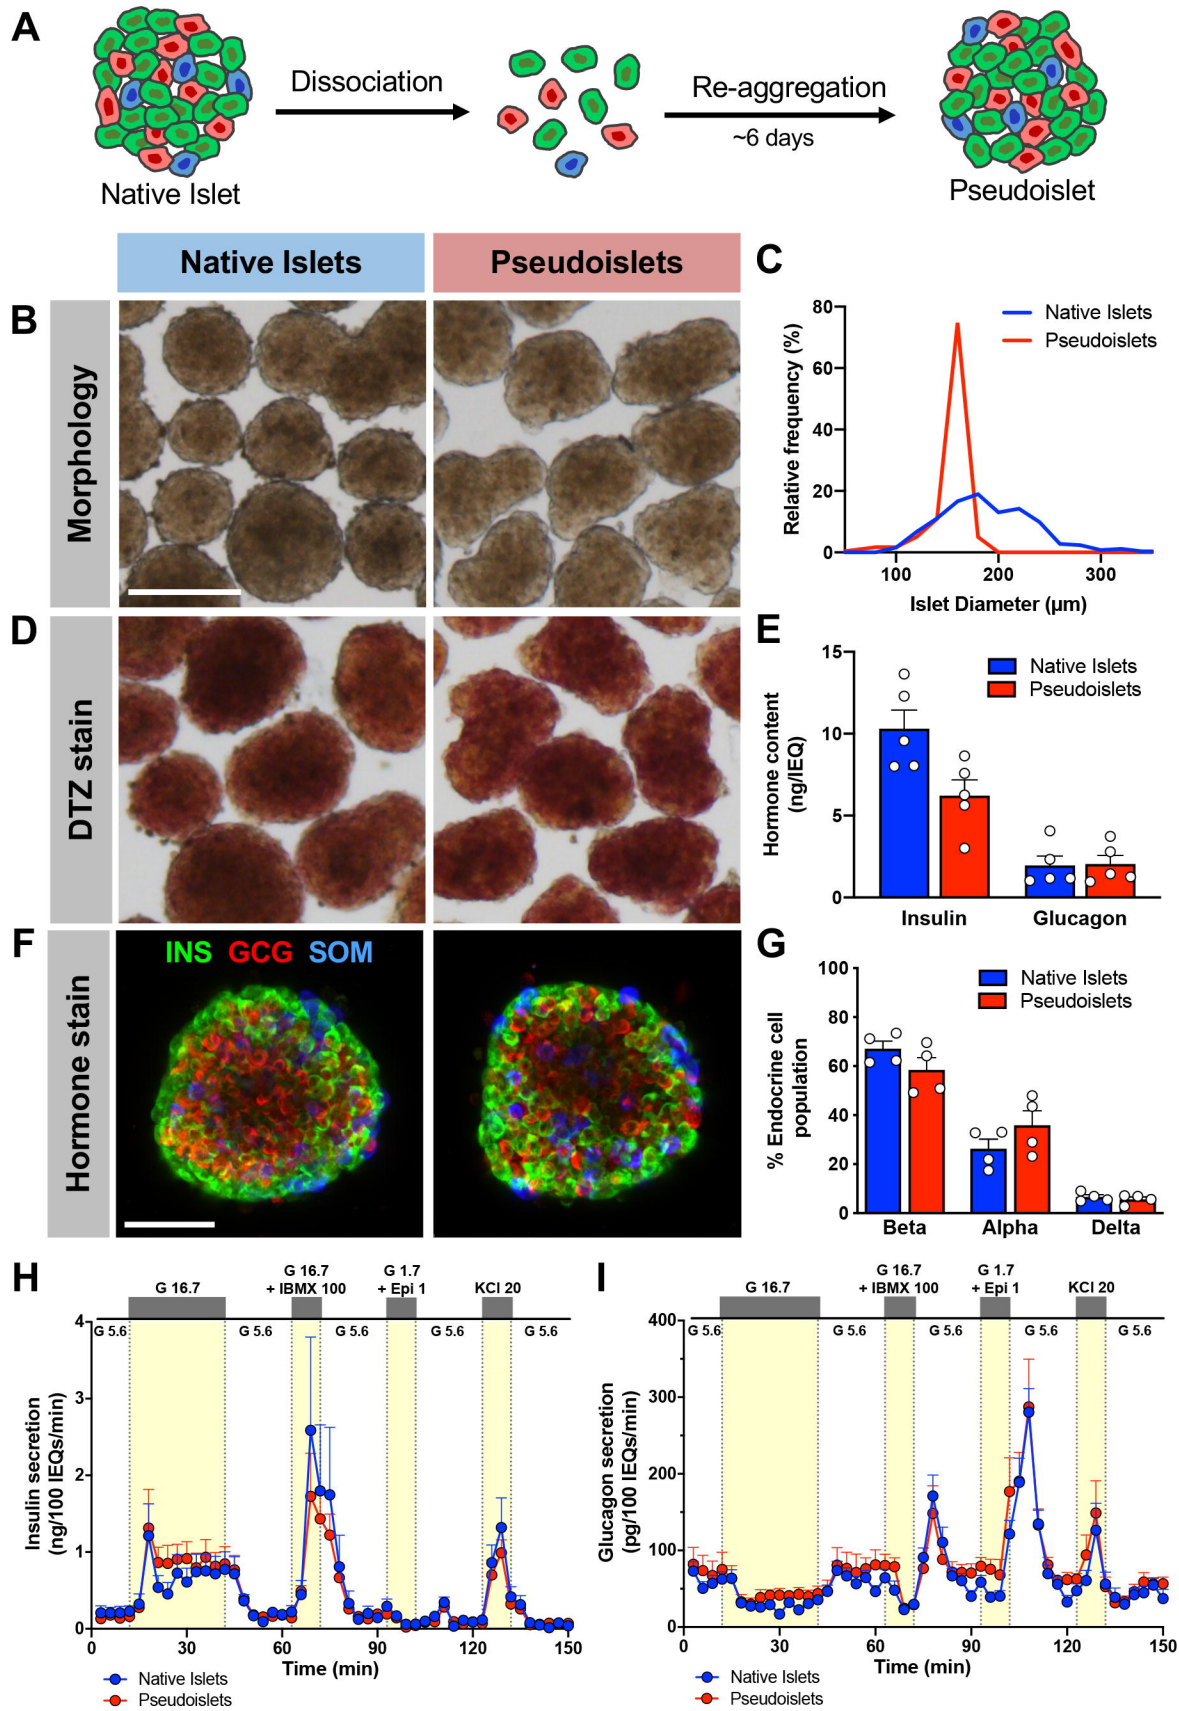 A
Dissociation
Re-aggregation
~6 days
Native Islet
Pseudoislet
Native Islets
Pseudoislets
B
Morphology
C
Relative frequency (%)
80
60
40
20
0
100
200
300
Islet Diameter (µm)
Native Islets
Pseudoislets
D
DTZ stain
E
Hormone content
(ng/IEQ)
15
10
5
0
Native Islets
Pseudoislets
Insulin
Glucagon
F
Hormone stain
INS GCG SOM
G
% Endocrine cell
population
100
80
60
40
20
0
Native Islets
Pseudoislets
Beta
Alpha
Delta
H
G 16.7
G 16.7
+ IBMX 100
G 1.7
+ Epi 1
KCl 20
G 5.6
G 5.6
G 5.6
G 5.6
G 5.6
Insulin secretion
(ng/100 IEQs/min)
4
3
2
1
0
0
30
60
90
120
150
Time (min)
Native Islets
Pseudoislets
I
G 16.7
G 16.7
+ IBMX 100
G 1.7
+ Epi 1
KCl 20
G 5.6
G 5.6
G 5.6
G 5.6
G 5.6
Glucagon secretion
(pg/100 IEQs/min)
400
300
200
100
0
0
30
60
90
120
150
Time (min)
Native Islets
Pseudoislets